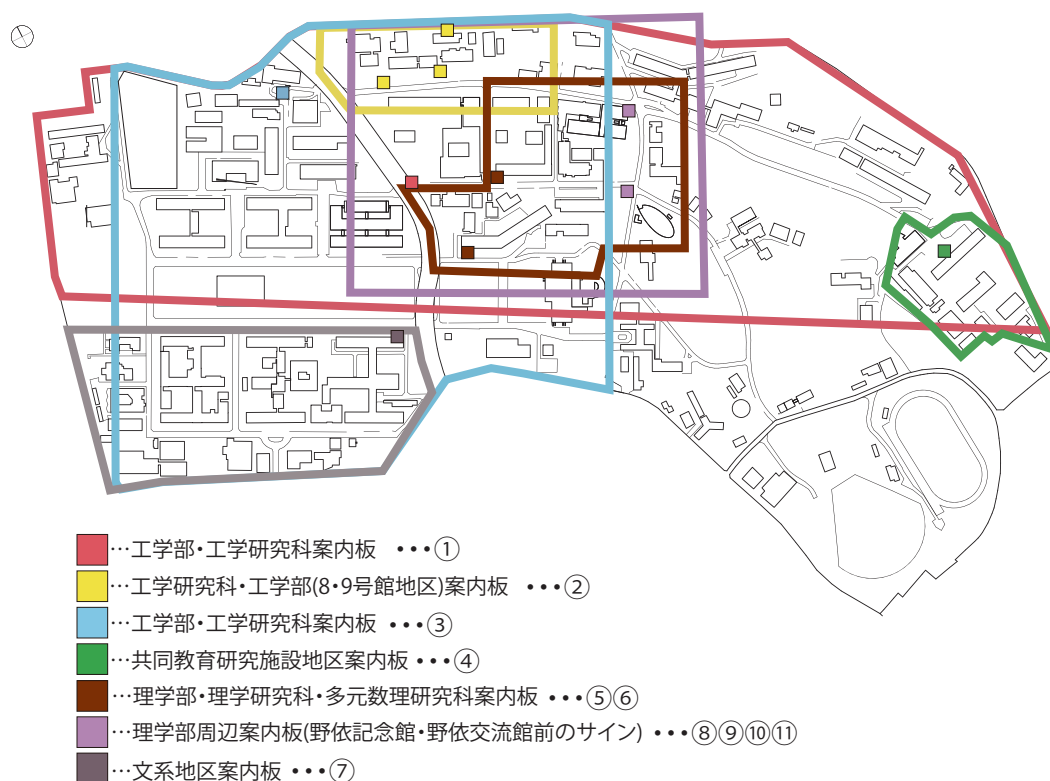 …工学部・工学研究科案内板 ・・・①
…工学研究科・工学部(8・9号館地区)案内板 ・・・②
…工学部・工学研究科案内板 ・・・③
…共同教育研究施設地区案内板 ・・・④
…理学部・理学研究科・多元数理研究科案内板 ・・・⑤⑥
…理学部周辺案内板(野依記念館・野依交流館前のサイン) ・・・⑧⑨⑩⑪
…文系地区案内板 ・・・⑦